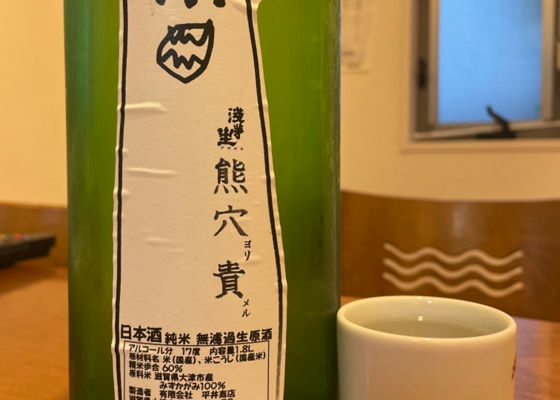 浅茅生
熊穴貴
ヨリ
メル
日本酒 純米 無濾過生原酒
アルコール分 17度 内容量1.8L
原材料名 米(国産)、米こうじ(国産米)
精米歩合 60%
原料米 滋賀県大津市産
みずかがみ100%
製造者 有限会社 平井商店